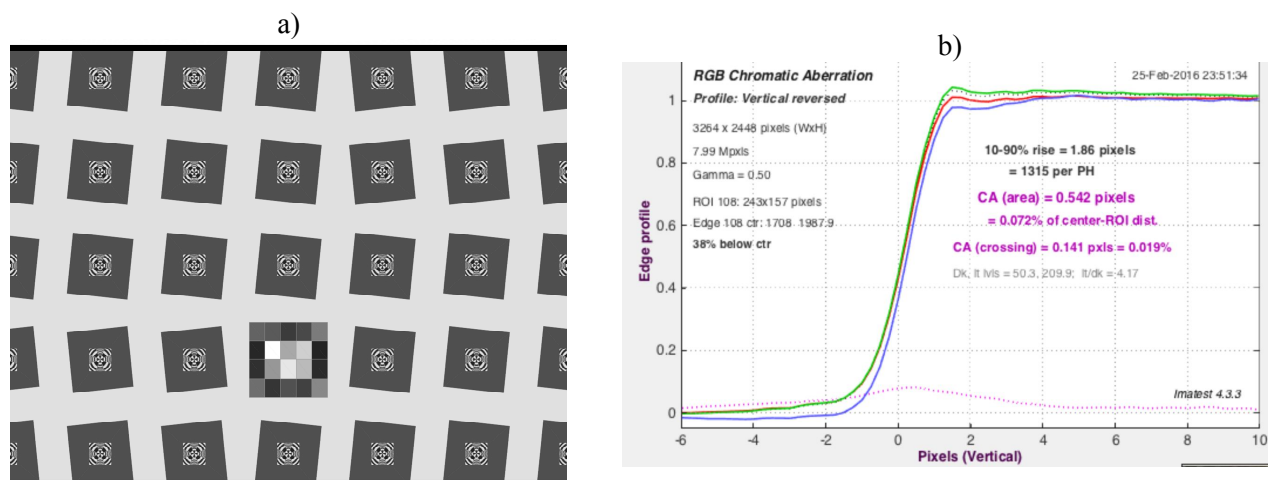 a)
b)
RGB Chromatic Aberration
25-Feb-2016 23:51:34
Profile: Vertical reversed
3264 x 2448 pixels (WxH)
7.99 Mpxls
Gamma = 0.50
ROI 108: 243x157 pixels
Edge 108 ctr: 1708 1987.9
38% below ctr
10-90% rise = 1.86 pixels
= 1315 per PH
CA (area) = 0.542 pixels
= 0.072% of center-ROI dist.
CA (crossing) = 0.141 pxls = 0.019%
Dk, lt lvls = 50.3, 209.9; lt/dk = 4.17
Imatest 4.3.3
Edge profile
1
0.8
0.6
0.4
0.2
0
-6 -4 -2 0 2 4 6 8 10
Pixels (Vertical)